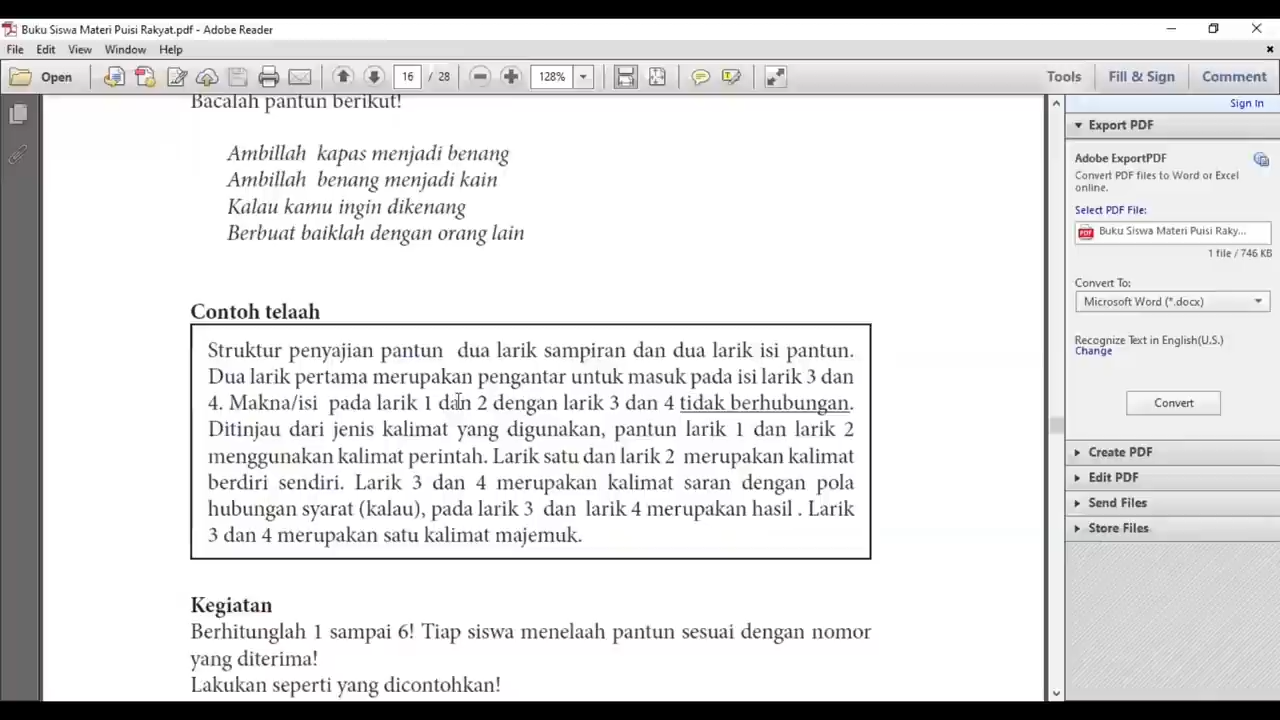 Buku Siswa Materi Puisi Rakyat.pdf - Adobe Reader
File Edit View Window Help
Open 16 / 28 128% Tools Fill & Sign Comment
Sign In
Bacalah pantun berikut!
Ambillah kapas menjadi benang
Ambillah benang menjadi kain
Kalau kamu ingin dikenang
Berbuat baiklah dengan orang lain
Contoh telaah
Struktur penyajian pantun dua larik sampiran dan dua larik isi pantun.
Dua larik pertama merupakan pengantar untuk masuk pada isi larik 3 dan
4. Makna/isi pada larik 1 dan 2 dengan larik 3 dan 4 tidak berhubungan.
Ditinjau dari jenis kalimat yang digunakan, pantun larik 1 dan larik 2
menggunakan kalimat perintah. Larik satu dan larik 2 merupakan kalimat
berdiri sendiri. Larik 3 dan 4 merupakan kalimat saran dengan pola
hubungan syarat (kalau), pada larik 3 dan larik 4 merupakan hasil . Larik
3 dan 4 merupakan satu kalimat majemuk.
Kegiatan
Berhitunglah 1 sampai 6! Tiap siswa menelaah pantun sesuai dengan nomor
yang diterima!
Lakukan seperti yang dicontohkan!
Export PDF
Adobe ExportPDF
Convert PDF files to Word or Excel
online.
Select PDF File:
Buku Siswa Materi Puisi Raky...
1 file / 746 KB
Convert To:
Microsoft Word (*.docx)
Recognize Text in English(U.S.)
Change
Convert
Create PDF
Edit PDF
Send Files
Store Files